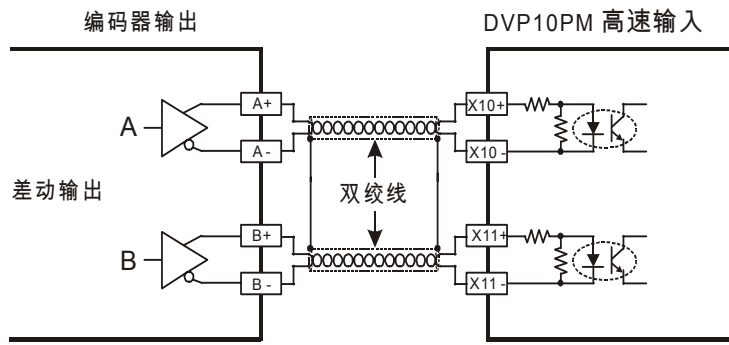 编码器输出
DVP10PM 高速输入
A
A+
A -
X10+
X10 -
差动输出
双绞线
B
B+
B -
X11+
X11 -